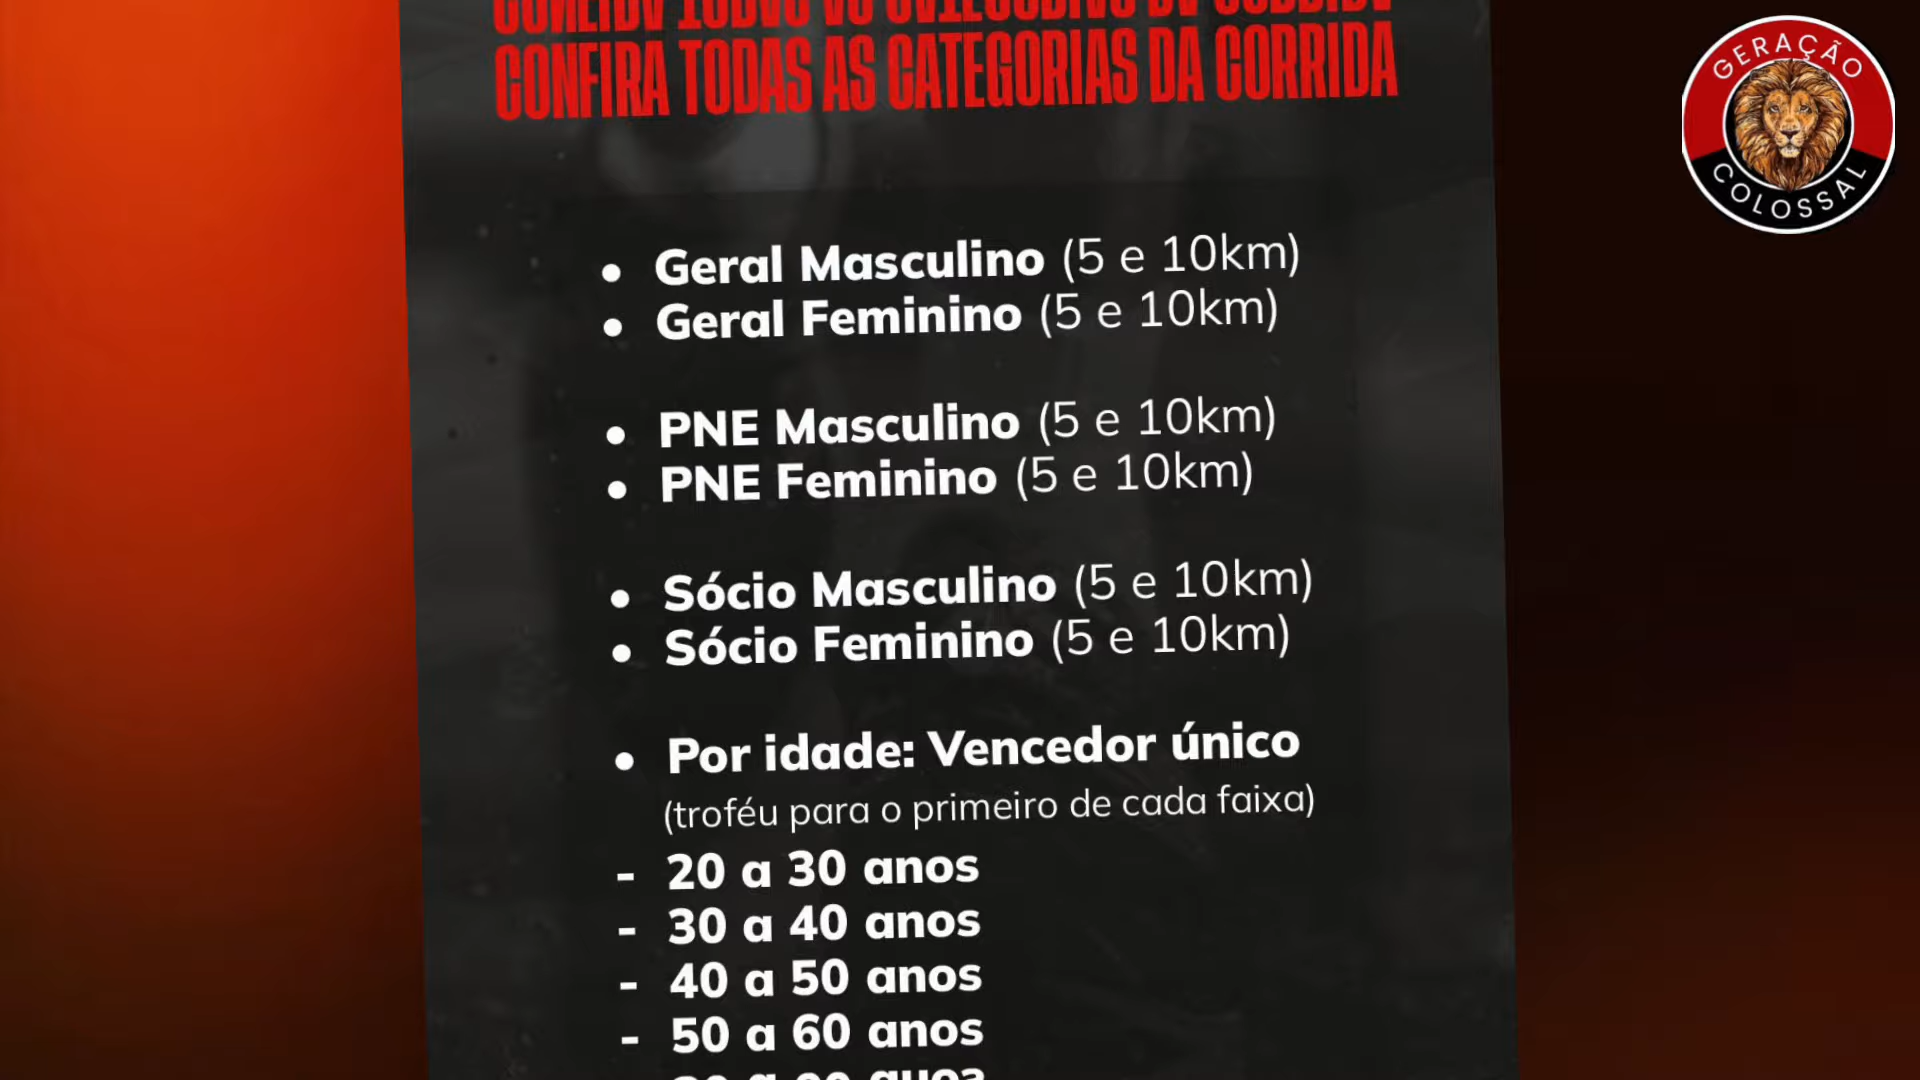 CONFIRA TODAS AS CATEGORIAS DA CORRIDA
GERAÇÃO
COLOSSAL
• Geral Masculino (5 e 10km)
• Geral Feminino (5 e 10km)
• PNE Masculino (5 e 10km)
• PNE Feminino (5 e 10km)
• Sócio Masculino (5 e 10km)
• Sócio Feminino (5 e 10km)
• Por idade: Vencedor único
(troféu para o primeiro de cada faixa)
- 20 a 30 anos
- 30 a 40 anos
- 40 a 50 anos
- 50 a 60 anos